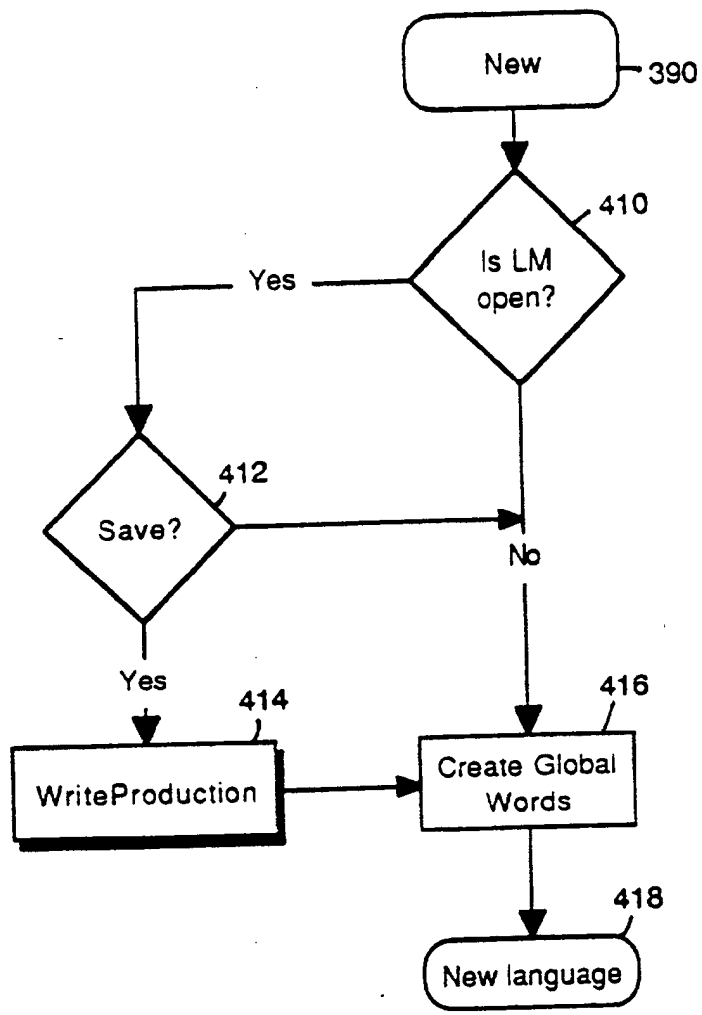 New
390
410
Is LM
open?
Yes
412
Save?
No
Yes
414
416
WriteProduction
Create Global
Words
418
New language